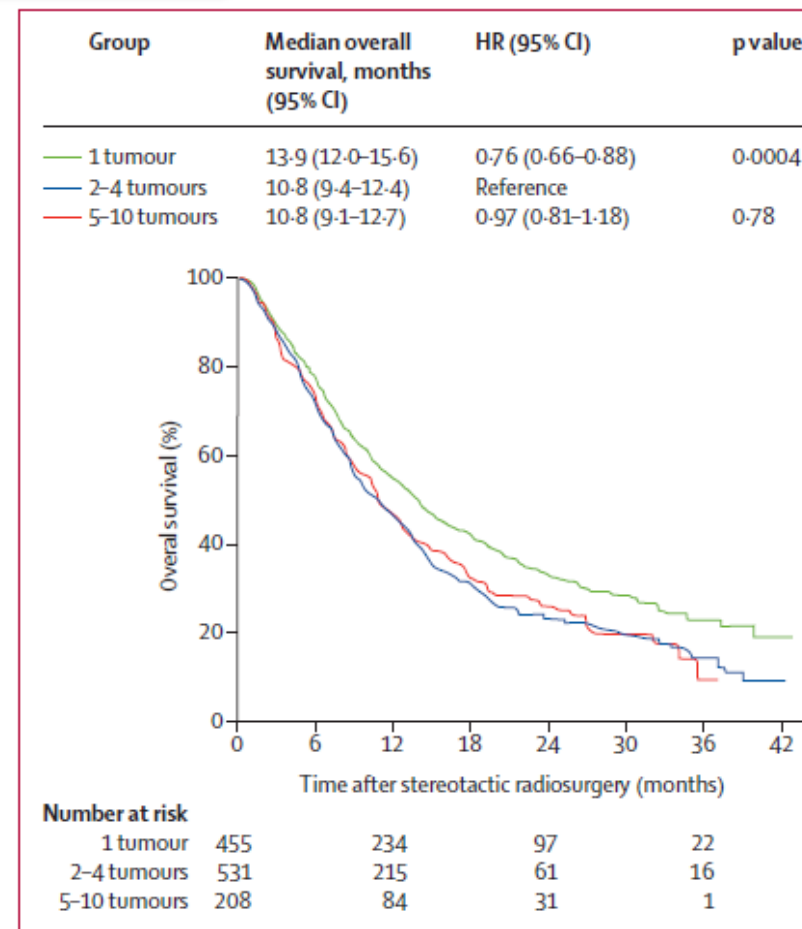 Group Median overall survival, months (95% CI) HR (95% CI) p value
1 tumour 13·9 (12·0–15·6) 0·76 (0·66–0·88) 0·0004
2–4 tumours 10·8 (9·4–12·4) Reference
5–10 tumours 10·8 (9·1–12·7) 0·97 (0·81–1·18) 0·78
Overal survival (%)
100
80
60
40
20
0
0 6 12 18 24 30 36 42
Time after stereotactic radiosurgery (months)
Number at risk
1 tumour 455 234 97 22
2–4 tumours 531 215 61 16
5–10 tumours 208 84 31 1